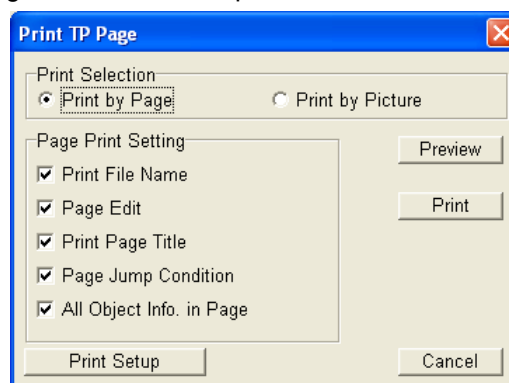 Print TP Page
Print Selection
Print by Page Print by Picture
Page Print Setting
Preview
Print File Name
Page Edit
Print
Print Page Title
Page Jump Condition
All Object Info. in Page
Print Setup Cancel